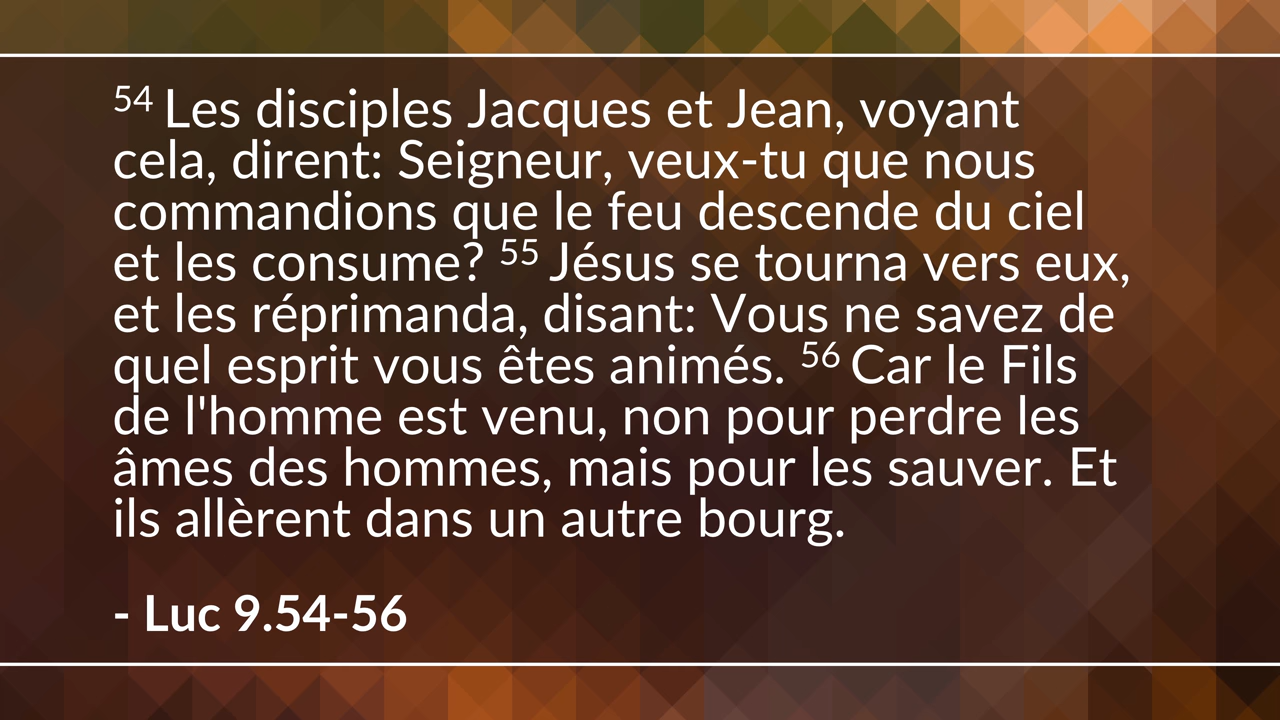 54 Les disciples Jacques et Jean, voyant
cela, dirent: Seigneur, veux-tu que nous
commandions que le feu descende du ciel
et les consume? 55 Jésus se tourna vers eux,
et les réprimanda, disant: Vous ne savez de
quel esprit vous êtes animés. 56 Car le Fils
de l'homme est venu, non pour perdre les
âmes des hommes, mais pour les sauver. Et
ils allèrent dans un autre bourg.
- Luc 9.54-56